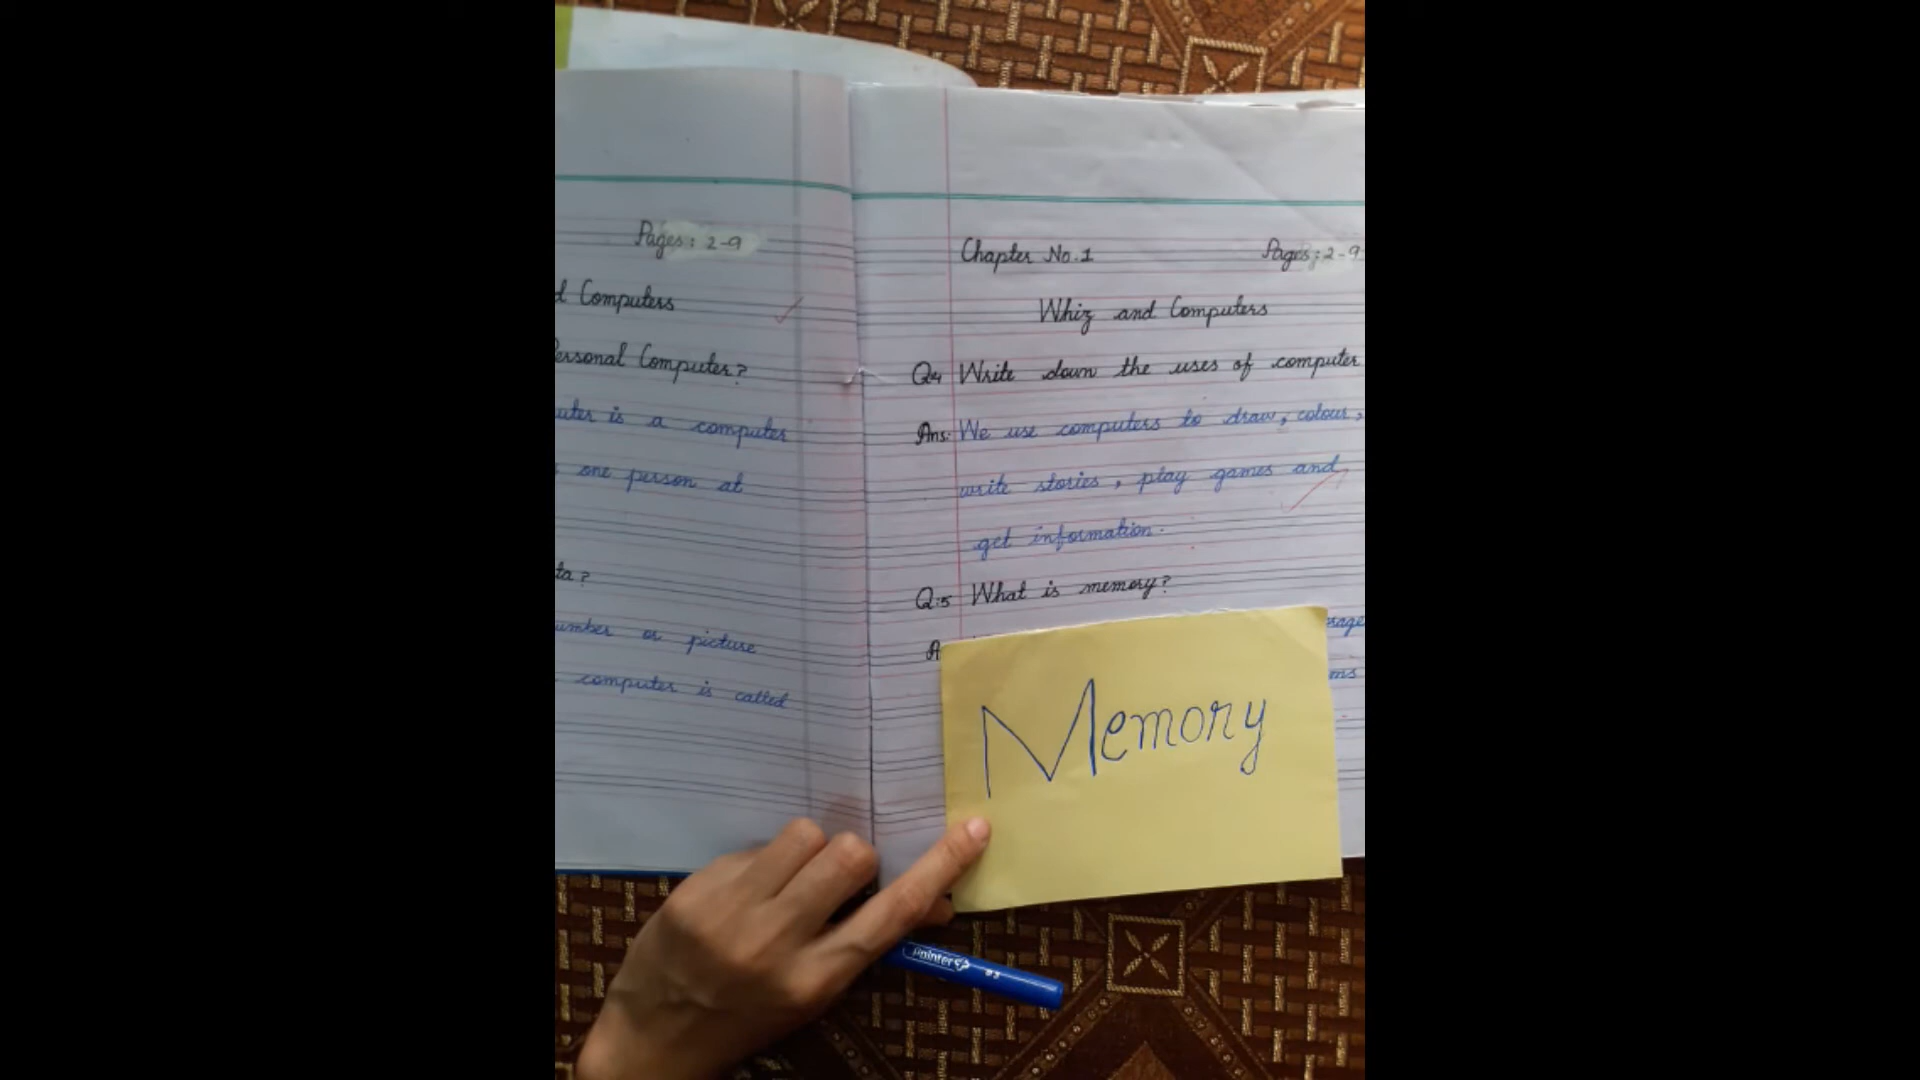 Pages: 2-9
Computers
Personal Computer?
is a computer
one person at
number or picture
computer is called
Chapter No.1 Pages: 2-9
Whiz and Computers
Q4 Write down the uses of computer
Ans: We use computers to draw, colour,
write stories, play games and
get information.
Q:5 What is memory?
Memory
Pointer